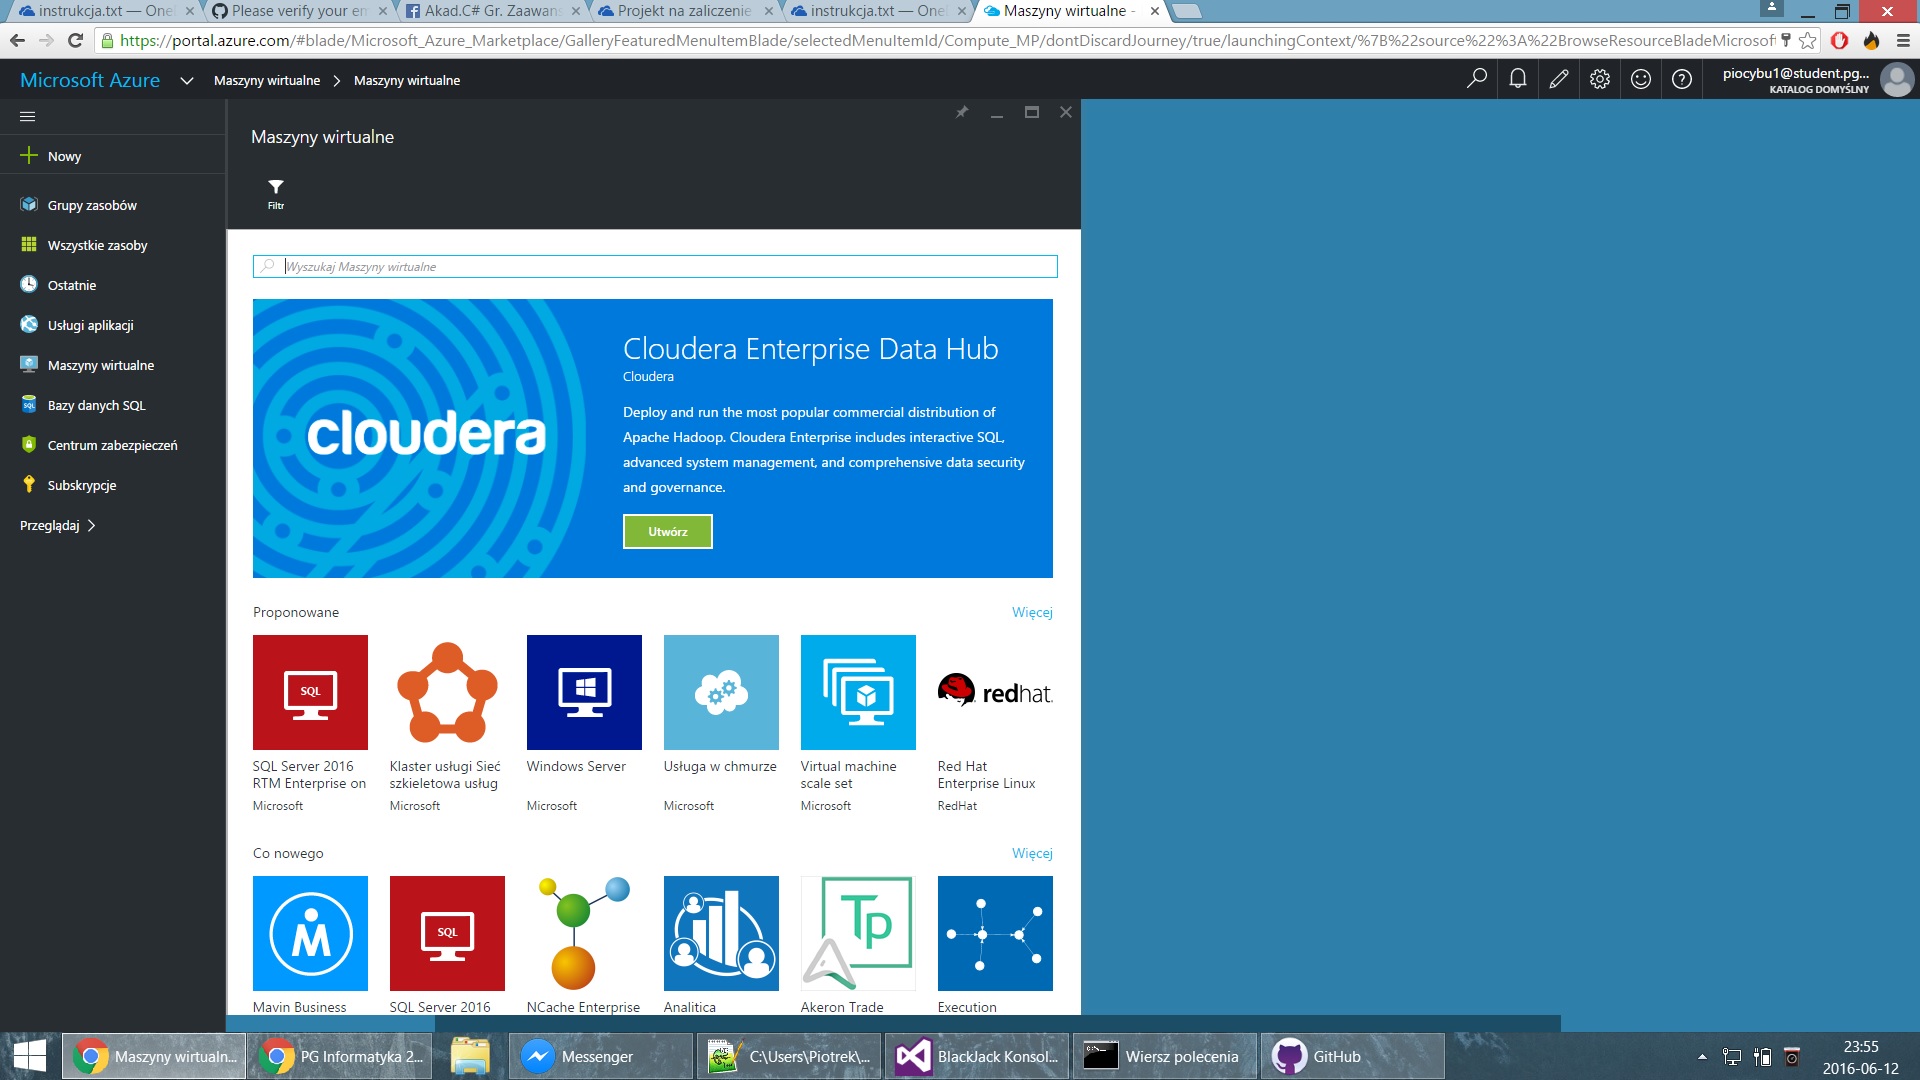 instrukcja.txt — One
Please verify your em
Akad.C# Gr. Zaawans
Projekt na zaliczenie
instrukcja.txt — One
Maszyny wirtualne -
https://portal.azure.com/#blade/Microsoft_Azure_Marketplace/GalleryFeaturedMenuItemBlade/selectedMenuItemId/Compute_MP/dontDiscardJourney/true/launchingContext/%7B%22source%22%3A%22BrowseResourceBladeMicrosoft
Microsoft Azure
Maszyny wirtualne > Maszyny wirtualne
piocybu1@student.pg...
KATALOG DOMYŚLNY
Nowy
Grupy zasobów
Wszystkie zasoby
Ostatnie
Usługi aplikacji
Maszyny wirtualne
Bazy danych SQL
Centrum zabezpieczeń
Subskrypcje
Przeglądaj >
Maszyny wirtualne
Filtr
Wyszukaj Maszyny wirtualne
cloudera
Cloudera Enterprise Data Hub
Cloudera
Deploy and run the most popular commercial distribution of
Apache Hadoop. Cloudera Enterprise includes interactive SQL,
advanced system management, and comprehensive data security
and governance.
Utwórz
Proponowane
Więcej
SQL
redhat.
SQL Server 2016
RTM Enterprise on
Microsoft
Klaster usługi Sieć
szkieletowa usług
Microsoft
Windows Server
Microsoft
Usługa w chmurze
Microsoft
Virtual machine
scale set
Microsoft
Red Hat
Enterprise Linux
RedHat
Co nowego
Więcej
M
SQL
Tp
Mavin Business
SQL Server 2016
NCache Enterprise
Analitica
Akeron Trade
Execution
Maszyny wirtualn...
PG Informatyka 2...
Messenger
C:\Users\Piotrek\...
BlackJack Konsol...
Wiersz polecenia
GitHub
23:55
2016-06-12